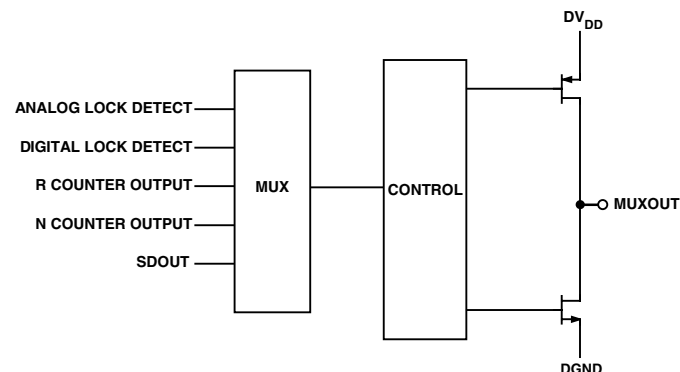 DVDD
ANALOG LOCK DETECT
DIGITAL LOCK DETECT
R COUNTER OUTPUT
N COUNTER OUTPUT
SDOUT
MUX
CONTROL
MUXOUT
DGND